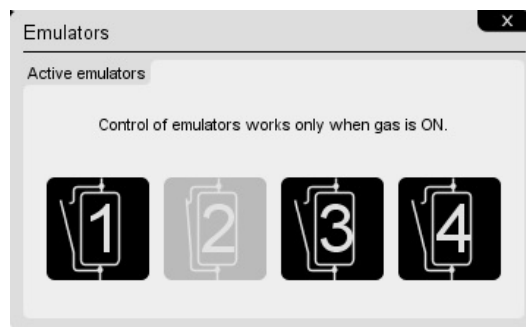 X
Emulators
Active emulators
Control of emulators works only when gas is ON.
1 2 3 4